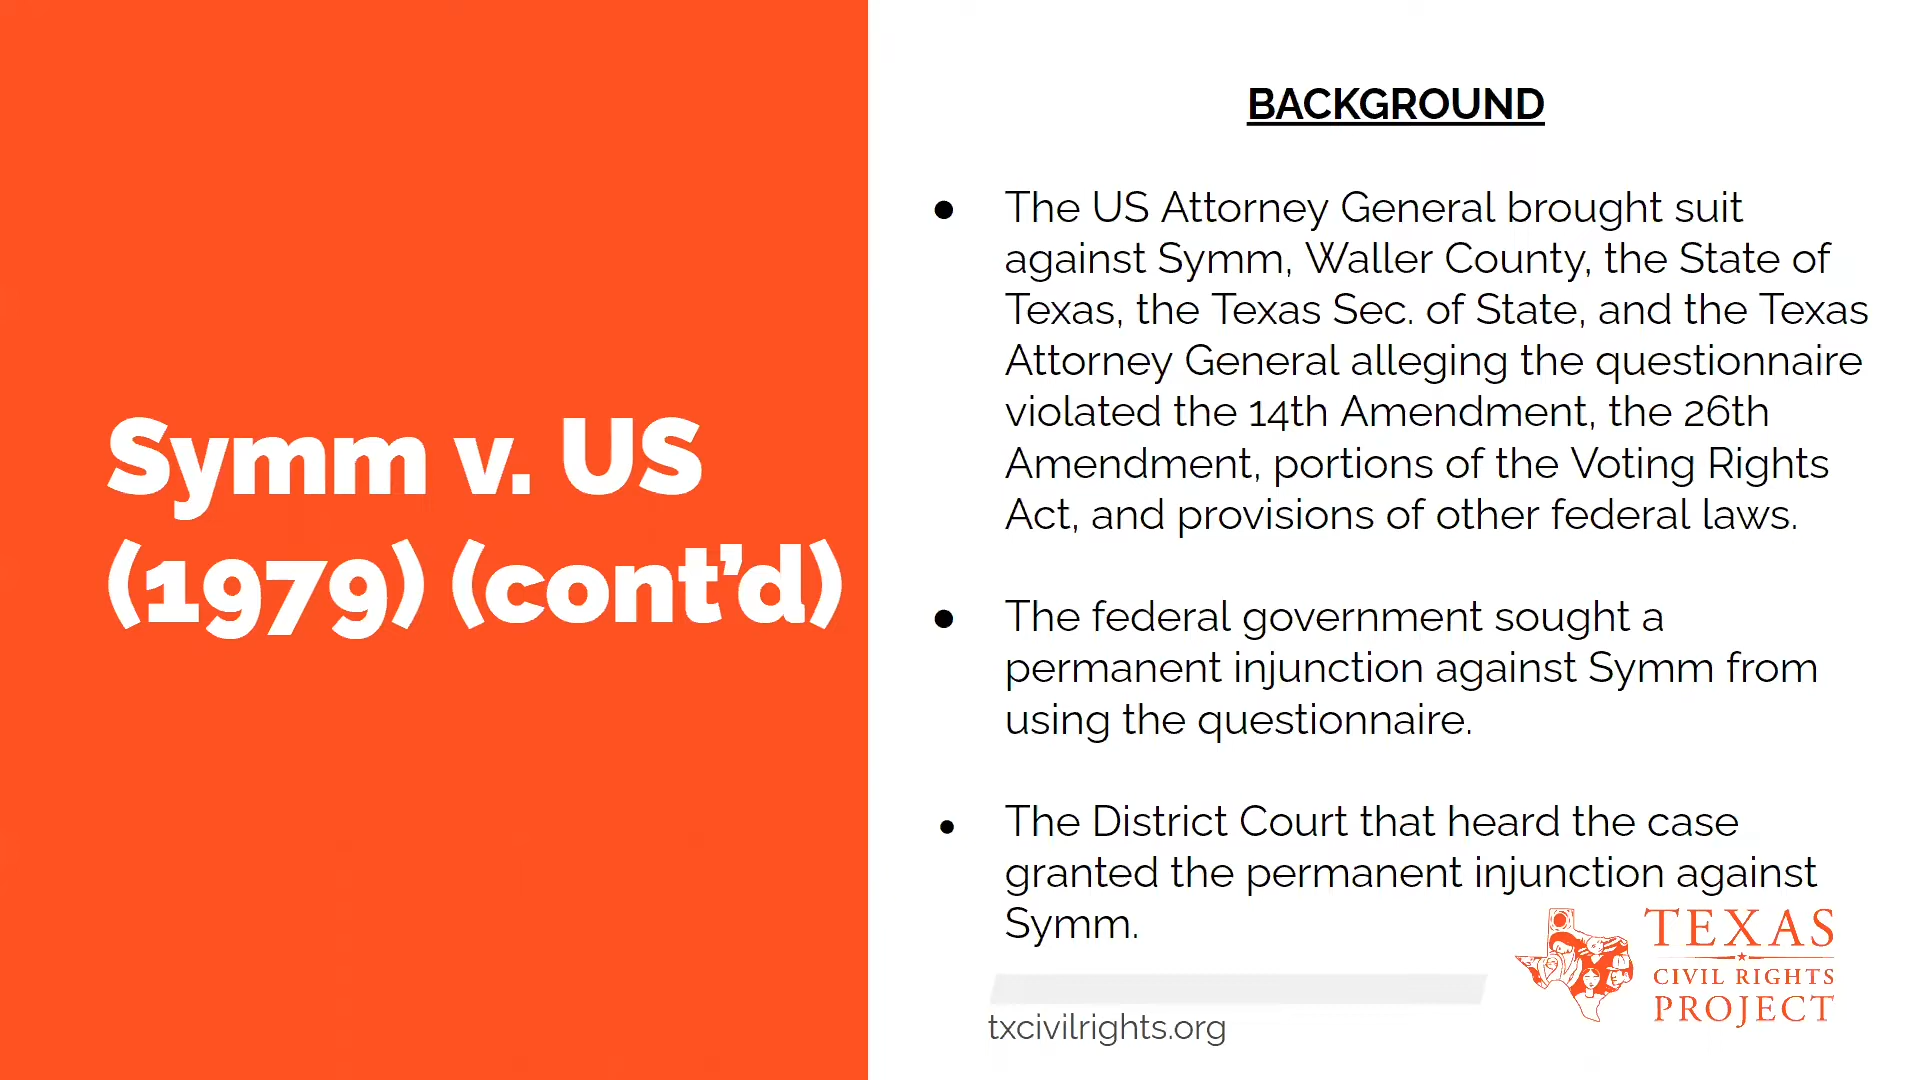 Symm v. US
(1979) (cont’d)
BACKGROUND
● The US Attorney General brought suit
against Symm, Waller County, the State of
Texas, the Texas Sec. of State, and the Texas
Attorney General alleging the questionnaire
violated the 14th Amendment, the 26th
Amendment, portions of the Voting Rights
Act, and provisions of other federal laws.
● The federal government sought a
permanent injunction against Symm from
using the questionnaire.
● The District Court that heard the case
granted the permanent injunction against
Symm.
TEXAS
CIVIL RIGHTS
PROJECT
txcivilrights.org